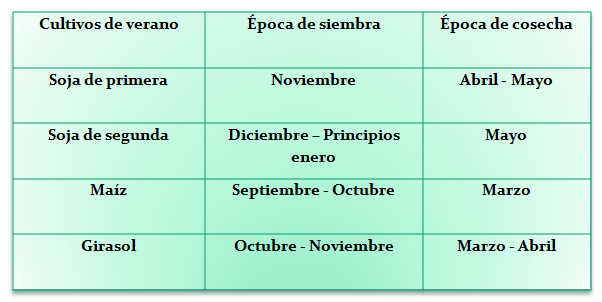 Cultivos de verano Época de siembra Época de cosecha
Soja de primera Noviembre Abril - Mayo
Soja de segunda Diciembre – Principios enero Mayo
Maíz Septiembre - Octubre Marzo
Girasol Octubre - Noviembre Marzo - Abril